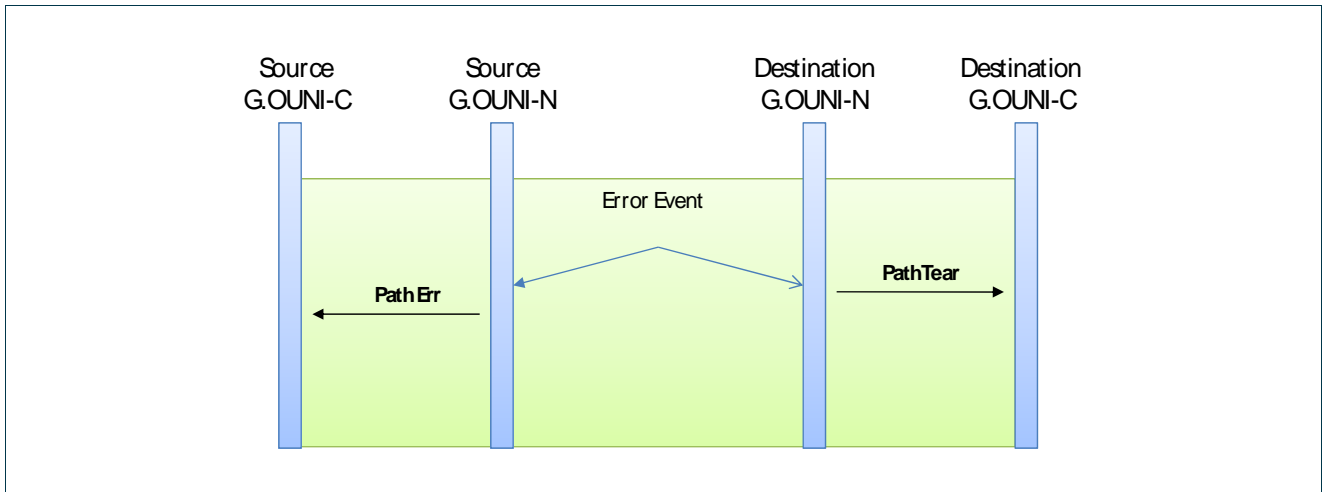 Source
G.OUNI-C
Source
G.OUNI-N
Destination
G.OUNI-N
Destination
G.OUNI-C
Error Event
PathTear
PathErr